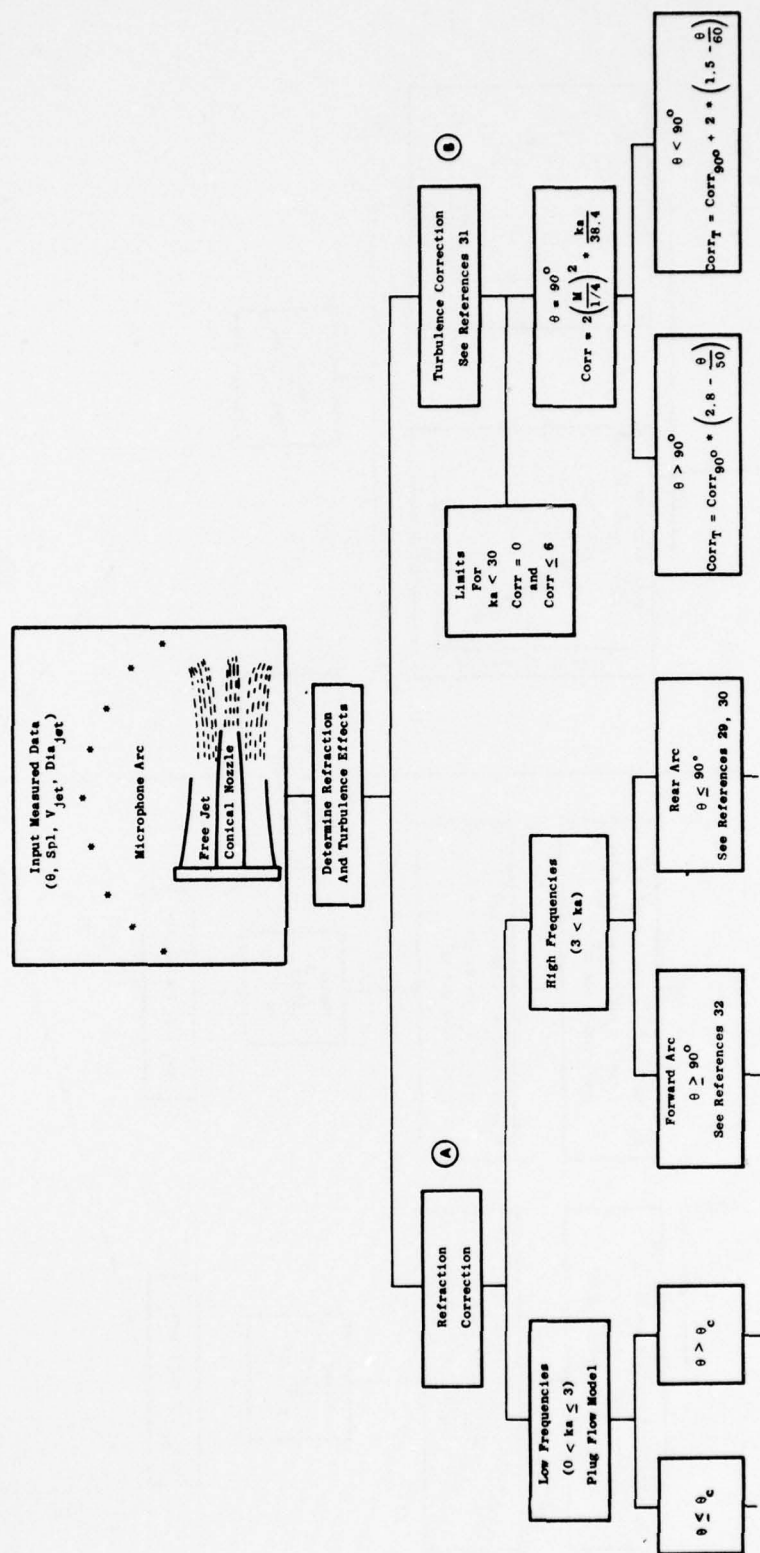 Input Measured Data
(θ, Spl, V_jet, Dia_jet)
* * * * * * * * *
Microphone Arc
Free Jet
Conical Nozzle
Determine Refraction
And Turbulence Effects
Refraction
Correction
A
Turbulence Correction
See References 31
B
Low Frequencies
(0 < ka ≤ 3)
Plug Flow Model
High Frequencies
(3 < ka)
Limits
For
ka < 30
Corr = 0
and
Corr ≤ 6
θ = 90°
Corr = 2(M/1/4)² * ka/38.4
θ ≤ θ_c
θ > θ_c
Forward Arc
θ ≥ 90°
See References 32
Rear Arc
θ ≤ 90°
See References 29, 30
θ > 90°
Corr_T = Corr_90° * (2.8 - θ/50)
θ < 90°
Corr_T = Corr_90° + 2 * (1.5 - θ/60)